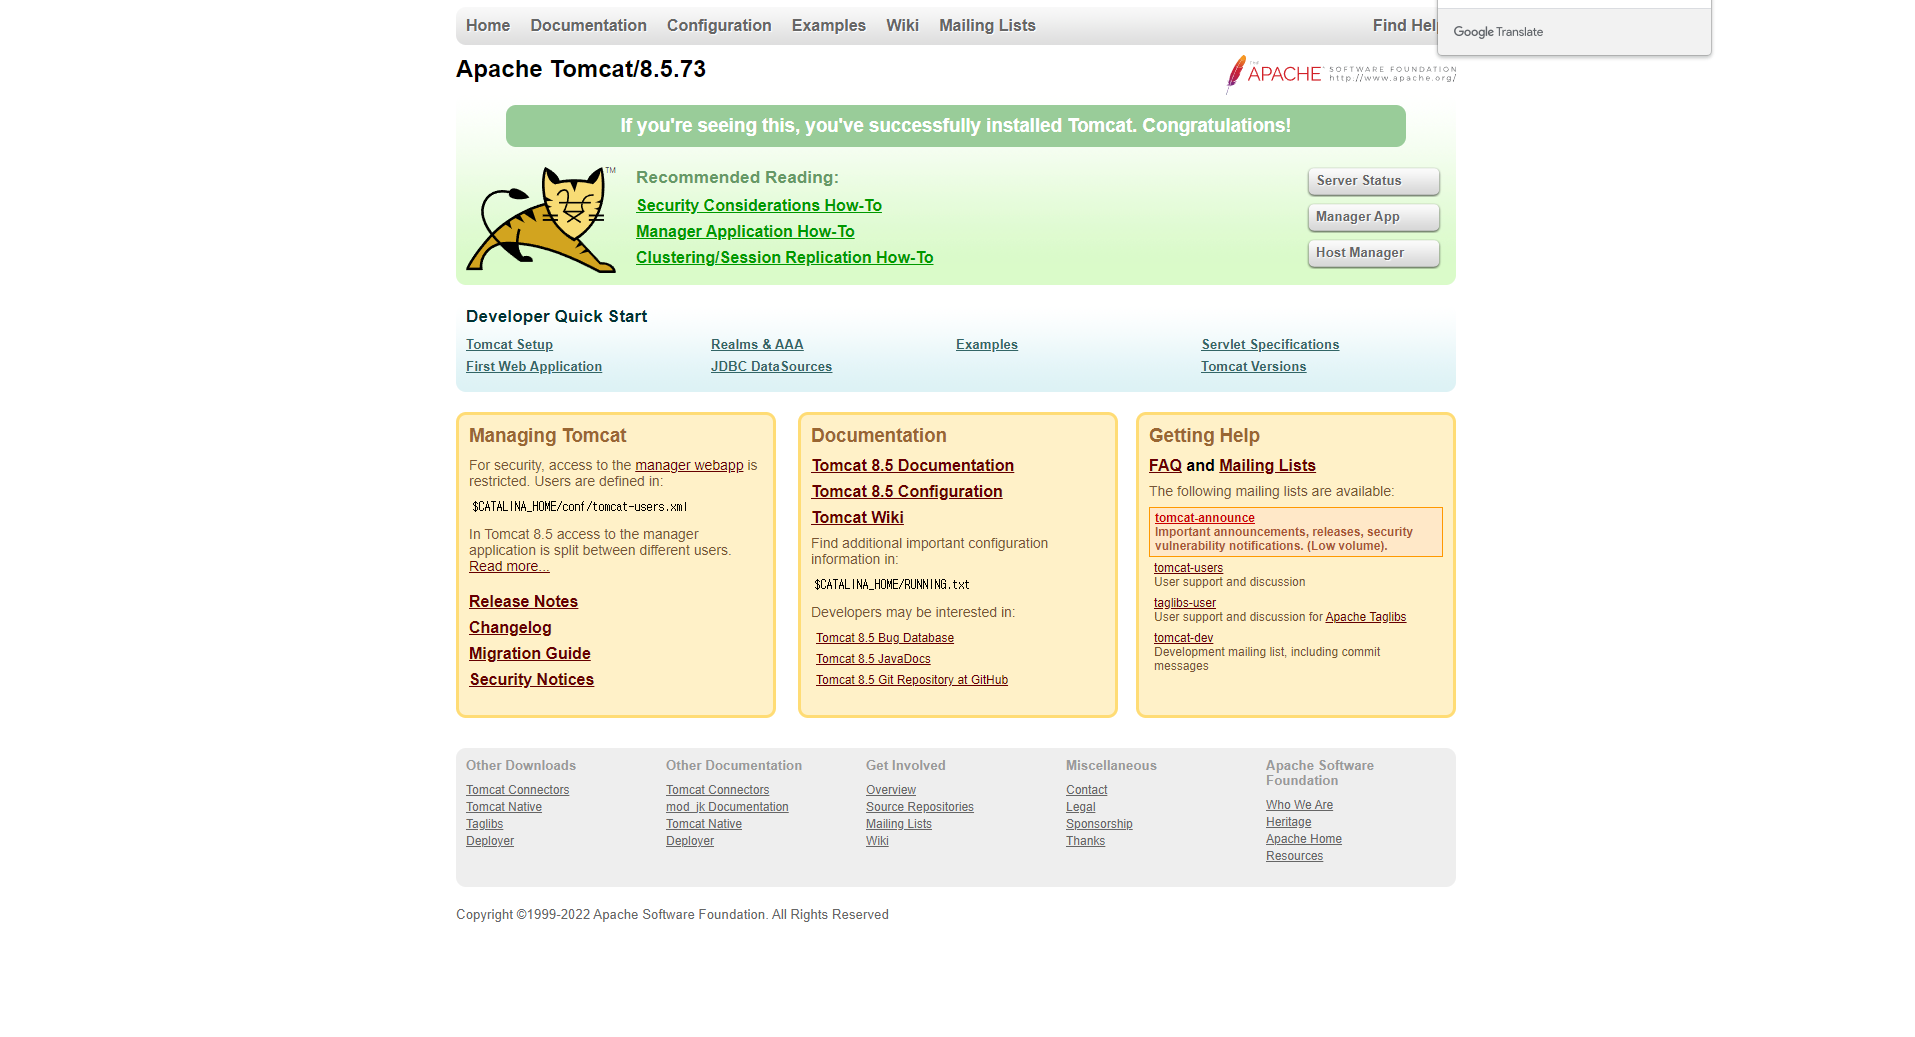 Home Documentation Configuration Examples Wiki Mailing Lists Find Help
Google Translate
Apache Tomcat/8.5.73
THE APACHE SOFTWARE FOUNDATION
http://www.apache.org/
If you're seeing this, you've successfully installed Tomcat. Congratulations!
TM
Recommended Reading:
Security Considerations How-To
Manager Application How-To
Clustering/Session Replication How-To
Server Status
Manager App
Host Manager
Developer Quick Start
Tomcat Setup
First Web Application
Realms & AAA
JDBC DataSources
Examples
Servlet Specifications
Tomcat Versions
Managing Tomcat
For security, access to the manager webapp is
restricted. Users are defined in:
$CATALINA_HOME/conf/tomcat-users.xml
In Tomcat 8.5 access to the manager
application is split between different users.
Read more...
Release Notes
Changelog
Migration Guide
Security Notices
Documentation
Tomcat 8.5 Documentation
Tomcat 8.5 Configuration
Tomcat Wiki
Find additional important configuration
information in:
$CATALINA_HOME/RUNNING.txt
Developers may be interested in:
Tomcat 8.5 Bug Database
Tomcat 8.5 JavaDocs
Tomcat 8.5 Git Repository at GitHub
Getting Help
FAQ and Mailing Lists
The following mailing lists are available:
tomcat-announce
Important announcements, releases, security
vulnerability notifications. (Low volume).
tomcat-users
User support and discussion
taglibs-user
User support and discussion for Apache Taglibs
tomcat-dev
Development mailing list, including commit
messages
Other Downloads
Tomcat Connectors
Tomcat Native
Taglibs
Deployer
Other Documentation
Tomcat Connectors
mod_jk Documentation
Tomcat Native
Deployer
Get Involved
Overview
Source Repositories
Mailing Lists
Wiki
Miscellaneous
Contact
Legal
Sponsorship
Thanks
Apache Software
Foundation
Who We Are
Heritage
Apache Home
Resources
Copyright ©1999-2022 Apache Software Foundation. All Rights Reserved